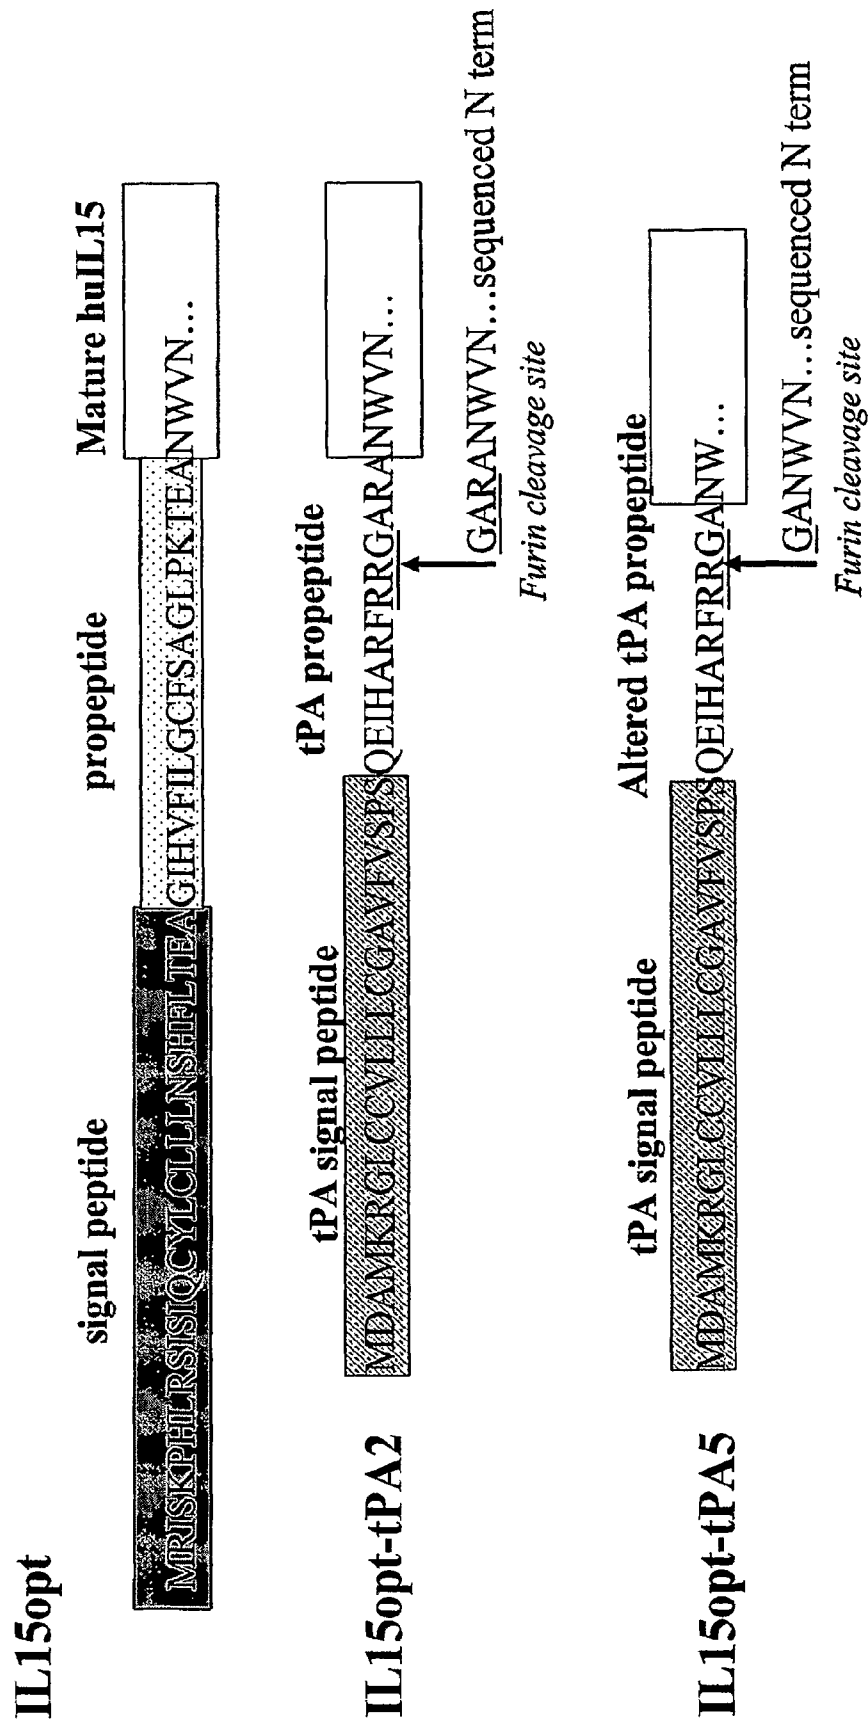 IL15opt
signal peptide
propeptide
Mature huIL15
MRISKPHLRSISIQCYLCLLLNSHFLTEAGIHVFILGCFSAGLPKTEANWVN...
IL15opt-tPA2
tPA signal peptide
tPA propeptide
MDAMKRGLCCVLLLCGAVFVSPSQEIHARFRRGARANWVN...
GARANWVN...sequenced N term
Furin cleavage site
IL15opt-tPA5
tPA signal peptide
Altered tPA propeptide
MDAMKRGLCCVLLLCGAVFVSPSQEIHARFRRGANW...
GANWVN...sequenced N term
Furin cleavage site